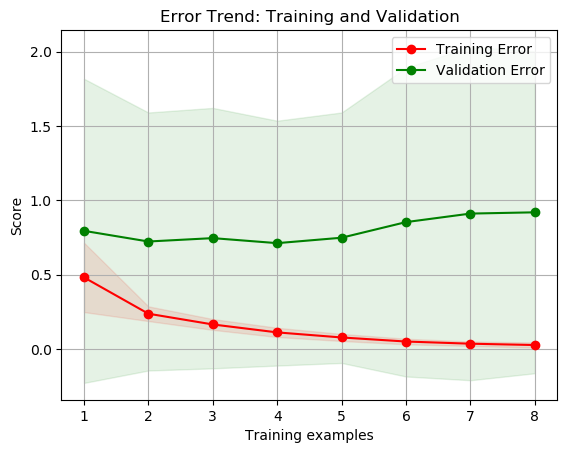 Error Trend: Training and Validation
Training Error
Validation Error
2.0
1.5
1.0
0.5
0.0
Score
1 2 3 4 5 6 7 8
Training examples